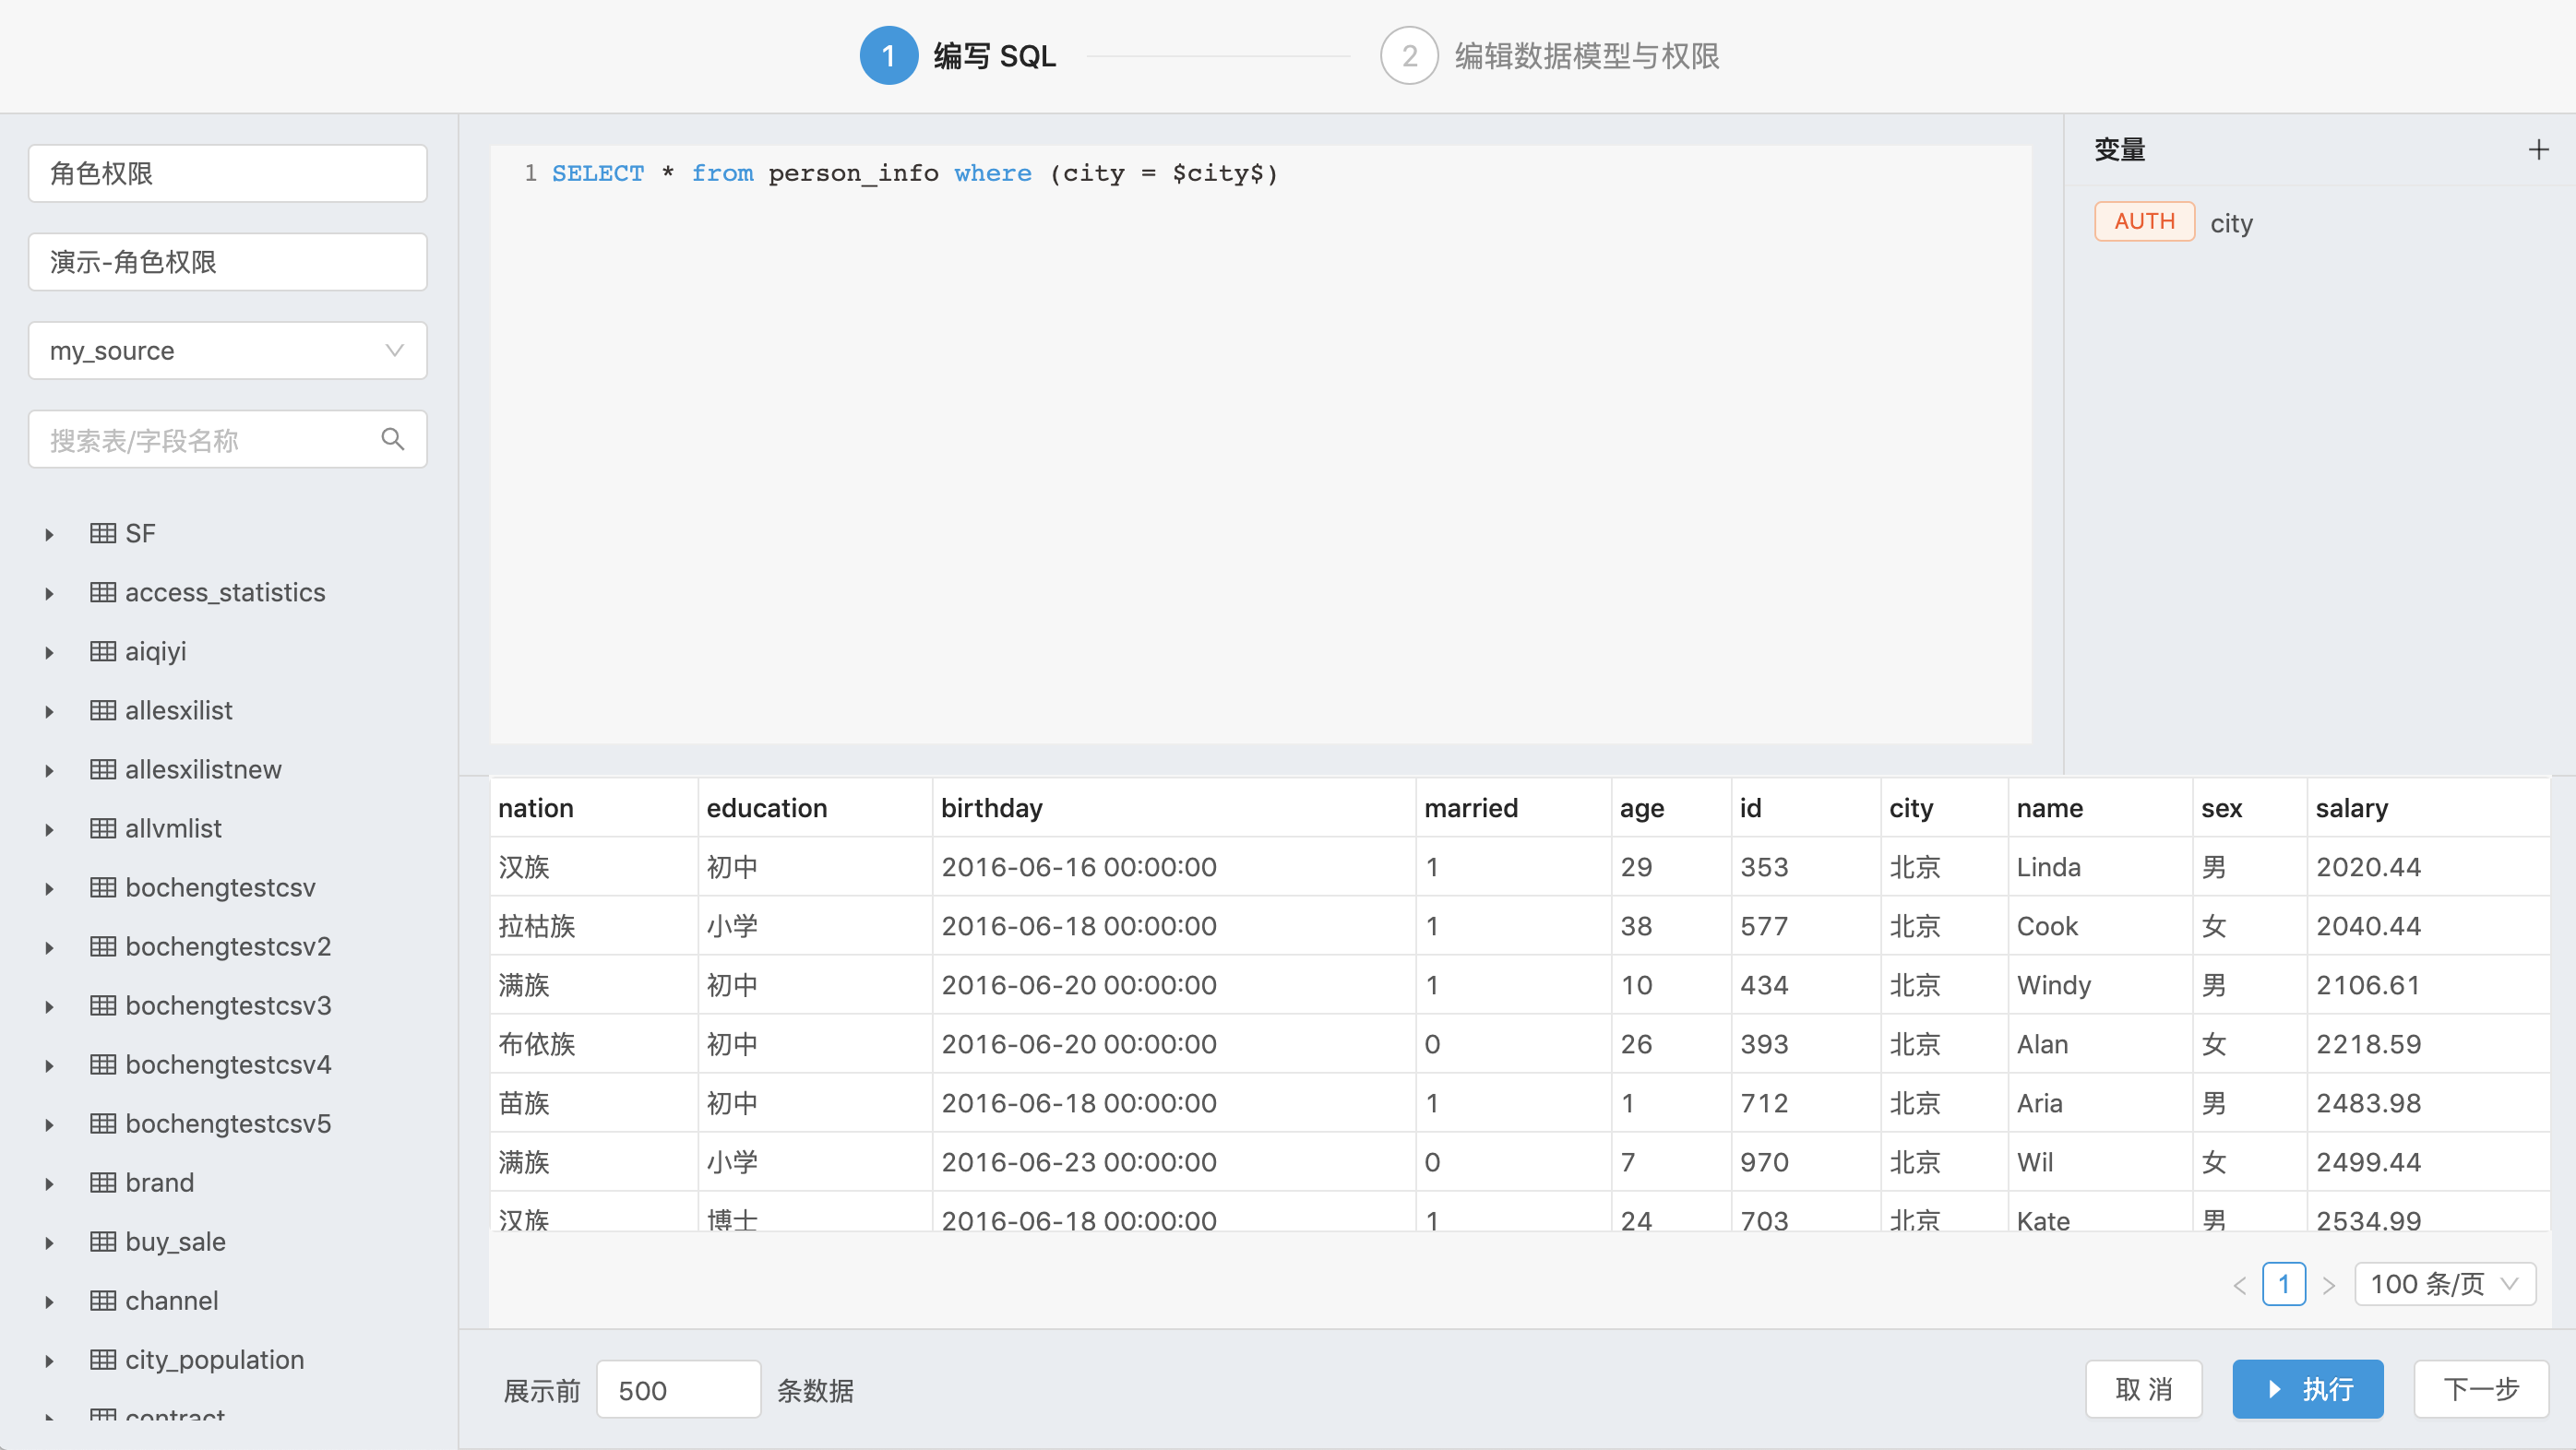 1 编写 SQL 2 编辑数据模型与权限
角色权限
演示-角色权限
my_source
搜索表/字段名称
SF
access_statistics
aiqiyi
allesxilist
allesxilistnew
allvmlist
bochengtestcsv
bochengtestcsv2
bochengtestcsv3
bochengtestcsv4
bochengtestcsv5
brand
buy_sale
channel
city_population
contract
1 SELECT * from person_info where (city = $city$)
变量
AUTH city
nation education birthday married age id city name sex salary
汉族 初中 2016-06-16 00:00:00 1 29 353 北京 Linda 男 2020.44
拉枯族 小学 2016-06-18 00:00:00 1 38 577 北京 Cook 女 2040.44
满族 初中 2016-06-20 00:00:00 1 10 434 北京 Windy 男 2106.61
布依族 初中 2016-06-20 00:00:00 0 26 393 北京 Alan 女 2218.59
苗族 初中 2016-06-18 00:00:00 1 1 712 北京 Aria 男 2483.98
满族 小学 2016-06-23 00:00:00 0 7 970 北京 Wil 女 2499.44
汉族 博士 2016-06-18 00:00:00 1 24 703 北京 Kate 男 2534.99
< 1 > 100 条/页
展示前 500 条数据
取 消 执行 下一步